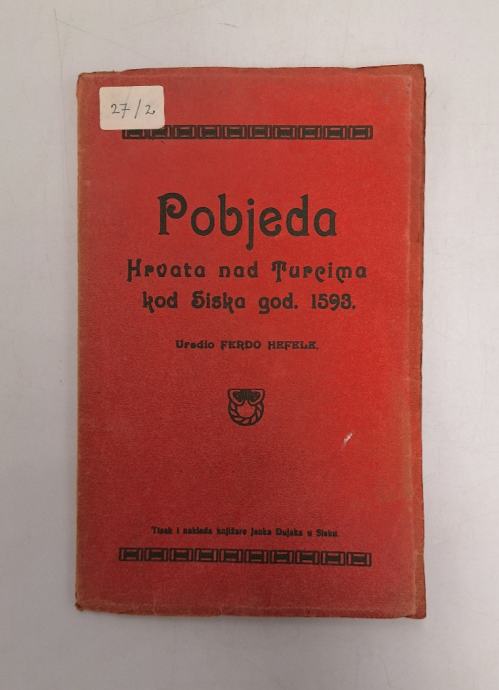 27/2
Pobjeda
Hrvata nad Turcima
kod Siska god. 1593.
Uredio FERDO HEFELE.
Tisak i naklada knjižare Janka Dujaka u Sisku.